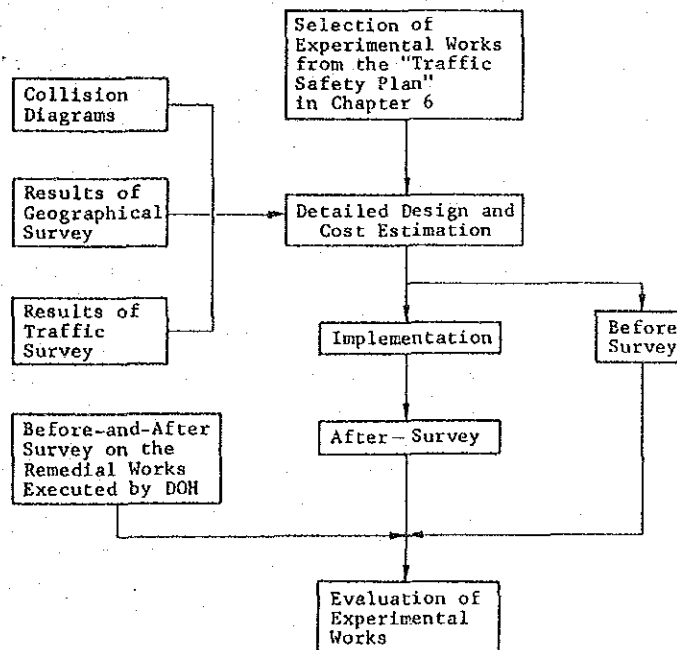 Selection of
Experimental Works
from the "Traffic
Safety Plan"
in Chapter 6
Collision
Diagrams
Results of
Geographical
Survey
Detailed Design and
Cost Estimation
Results of
Traffic
Survey
Implementation
Before
Survey
Before-and-After
Survey on the
Remedial Works
Executed by DOH
After-Survey
Evaluation of
Experimental
Works